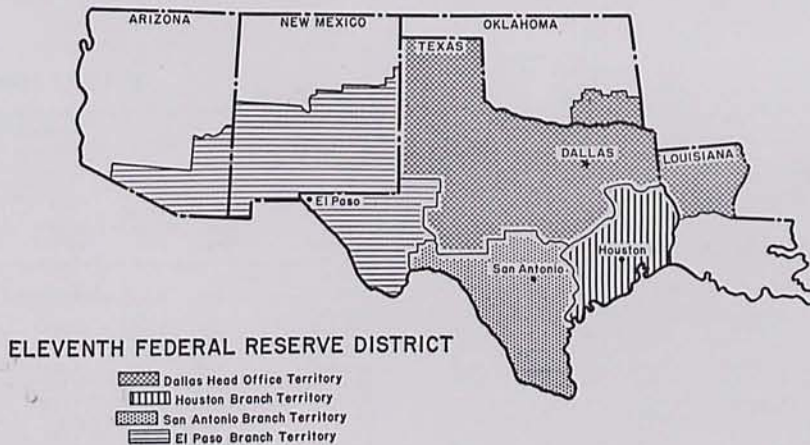 ARIZONA
NEW MEXICO
OKLAHOMA
TEXAS
DALLAS
LOUISIANA
El Paso
Houston
San Antonio
ELEVENTH FEDERAL RESERVE DISTRICT
Dallas Head Office Territory
Houston Branch Territory
San Antonio Branch Territory
El Paso Branch Territory